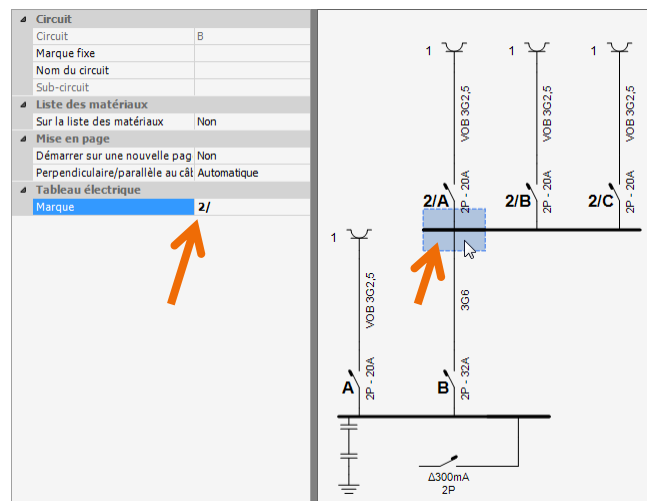 Circuit
Circuit B
Marque fixe
Nom du circuit
Sub-circuit
Liste des matériaux
Sur la liste des matériaux Non
Mise en page
Démarrer sur une nouvelle pag Non
Perpendiculaire/parallèle au câl Automatique
Tableau électrique
Marque 2/
1 1 1
VOB 3G2,5
VOB 3G2,5
VOB 3G2,5
2/A 2P - 20A
2/B 2P - 20A
2/C 2P - 20A
1
VOB 3G2,5
3G6
A 2P - 20A
B 2P - 32A
Δ300mA
2P